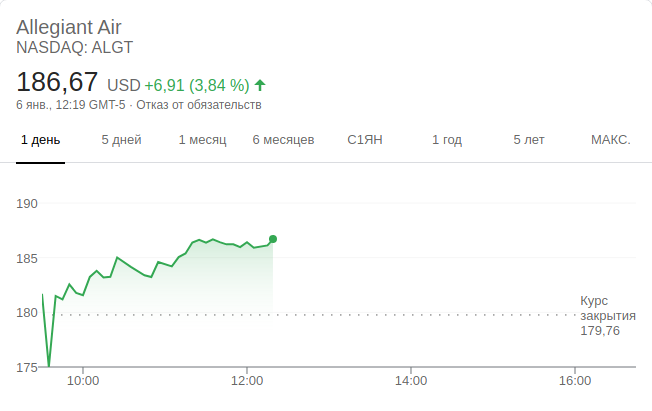 Allegiant Air
NASDAQ: ALGT
186,67 USD +6,91 (3,84 %)
6 янв., 12:19 GMT-5 · Отказ от обязательств
1 день 5 дней 1 месяц 6 месяцев С1ЯН 1 год 5 лет МАКС.
190
185
180
175
Курс
закрытия
179,76
10:00 12:00 14:00 16:00